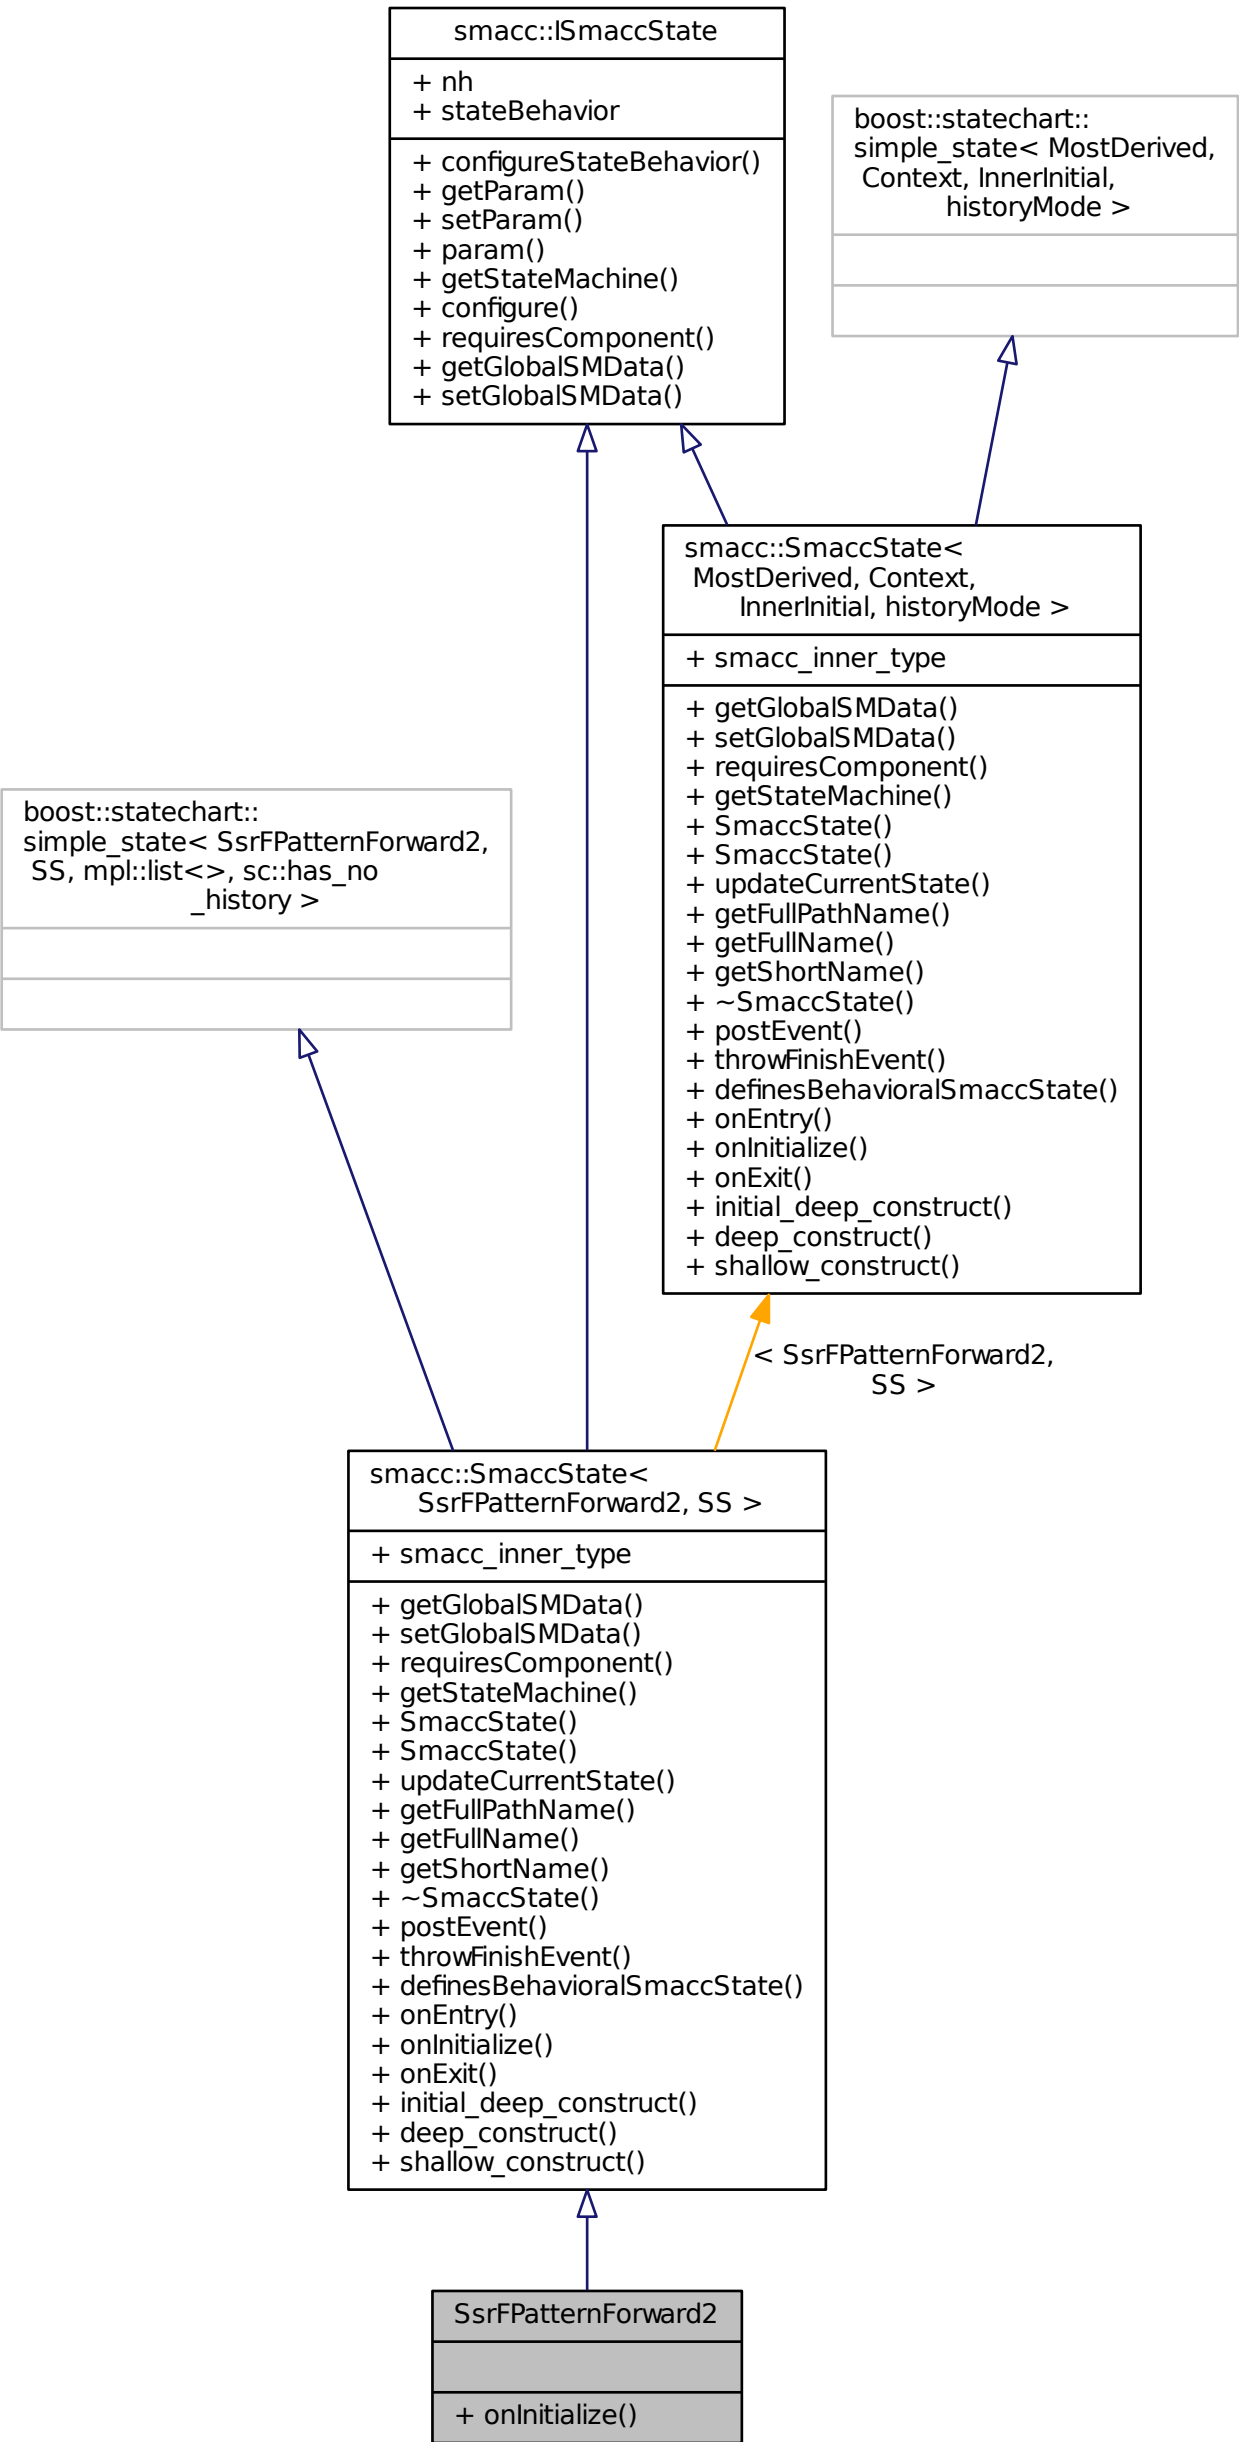 smacc::ISmaccState
+ nh
+ stateBehavior
+ configureStateBehavior()
+ getParam()
+ setParam()
+ param()
+ getStateMachine()
+ configure()
+ requiresComponent()
+ getGlobalSMData()
+ setGlobalSMData()
boost::statechart::
simple_state< MostDerived,
Context, InnerInitial,
historyMode >
smacc::SmaccState<
MostDerived, Context,
InnerInitial, historyMode >
+ smacc_inner_type
+ getGlobalSMData()
+ setGlobalSMData()
+ requiresComponent()
+ getStateMachine()
+ SmaccState()
+ SmaccState()
+ updateCurrentState()
+ getFullPathName()
+ getFullName()
+ getShortName()
+ ~SmaccState()
+ postEvent()
+ throwFinishEvent()
+ definesBehavioralSmaccState()
+ onEntry()
+ onInitialize()
+ onExit()
+ initial_deep_construct()
+ deep_construct()
+ shallow_construct()
boost::statechart::
simple_state< SsrFPatternForward2,
SS, mpl::list<>, sc::has_no
_history >
< SsrFPatternForward2,
SS >
smacc::SmaccState<
SsrFPatternForward2, SS >
+ smacc_inner_type
+ getGlobalSMData()
+ setGlobalSMData()
+ requiresComponent()
+ getStateMachine()
+ SmaccState()
+ SmaccState()
+ updateCurrentState()
+ getFullPathName()
+ getFullName()
+ getShortName()
+ ~SmaccState()
+ postEvent()
+ throwFinishEvent()
+ definesBehavioralSmaccState()
+ onEntry()
+ onInitialize()
+ onExit()
+ initial_deep_construct()
+ deep_construct()
+ shallow_construct()
SsrFPatternForward2
+ onInitialize()